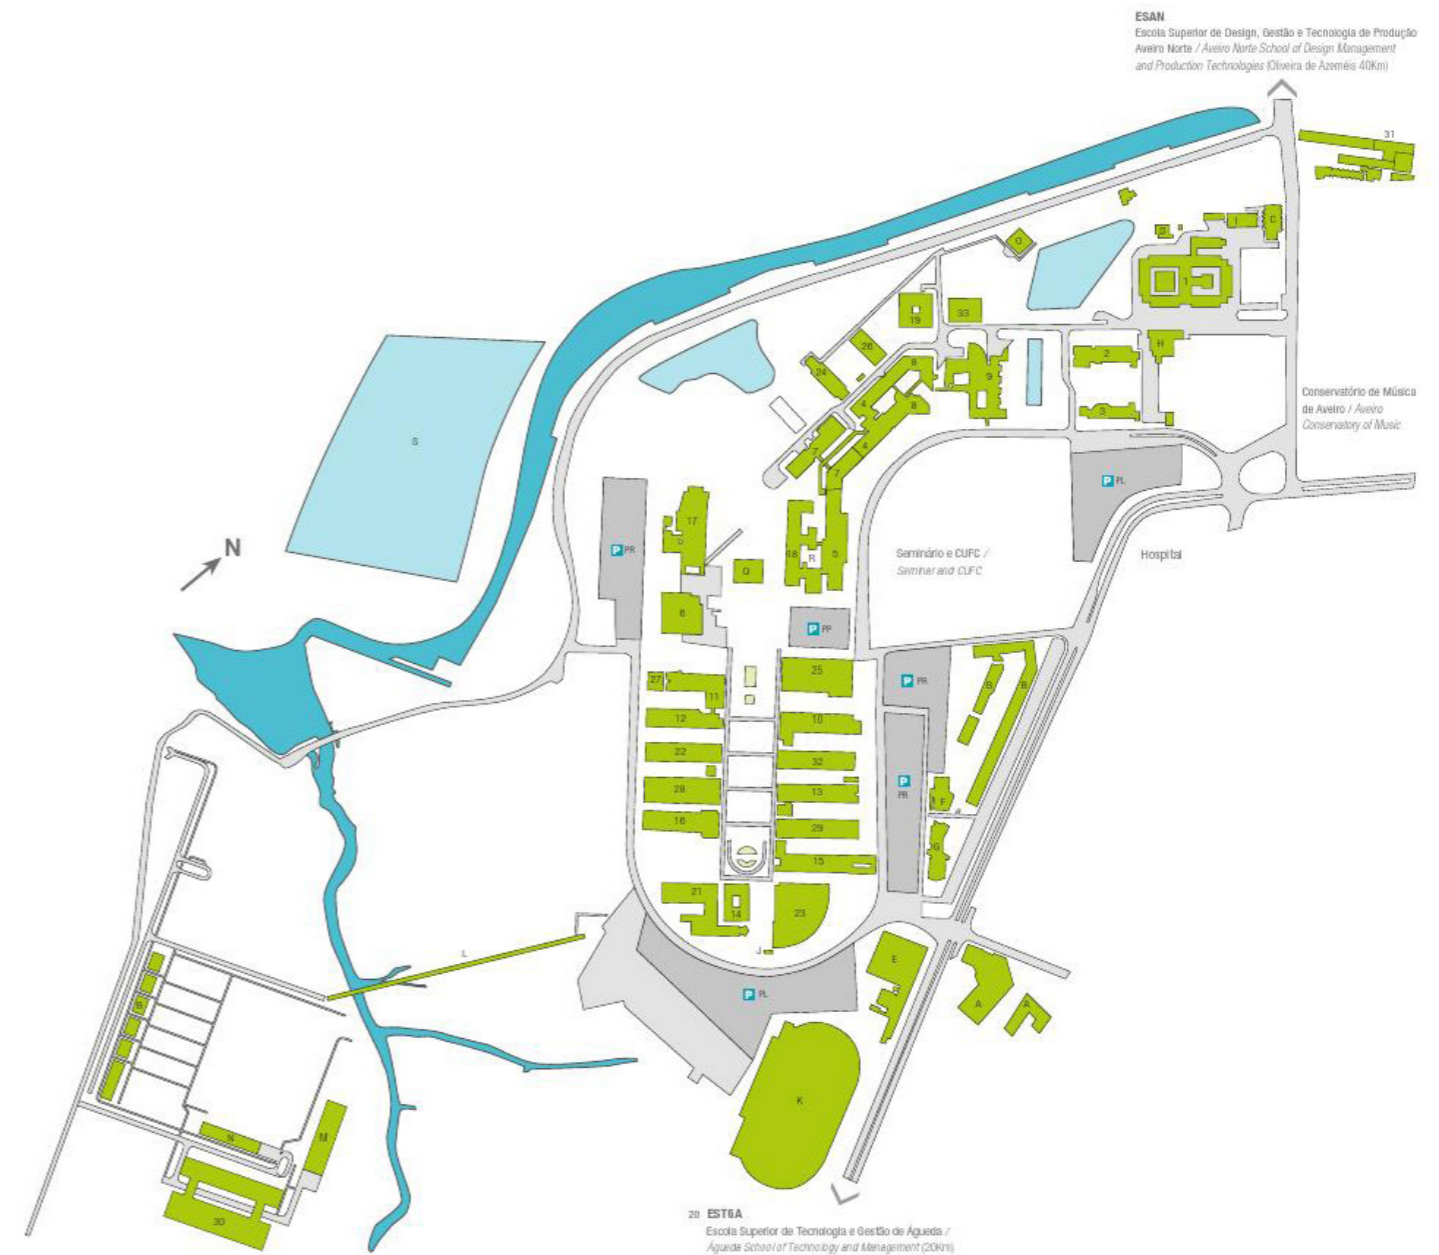 ESAN
Escola Superior de Design, Gestão e Tecnologia de Produção
Aveiro Norte / Aveiro Norte School of Design Management
and Production Technologies (Oliveira de Azeméis 40Km)
31
C
I
O
1
19
33
H
2
26
8
9
24
4
8
3
Conservatório de Música
de Aveiro / Aveiro
Conservatory of Music
S
7
4
7
P PL
17
N
P PR
18
R
5
Seminário e CUFC /
Seminar and CUFC
Hospital
Q
6
P PP
25
27
11
P PR
B
B
12
10
22
32
28
13
P
PR
F
16
29
G
15
21
14
23
J
L
E
P PL
A
A
B
K
N
M
30
20 ESTGA
Escola Superior de Tecnologia e Gestão de Águeda /
Águeda School of Technology and Management (20Km)